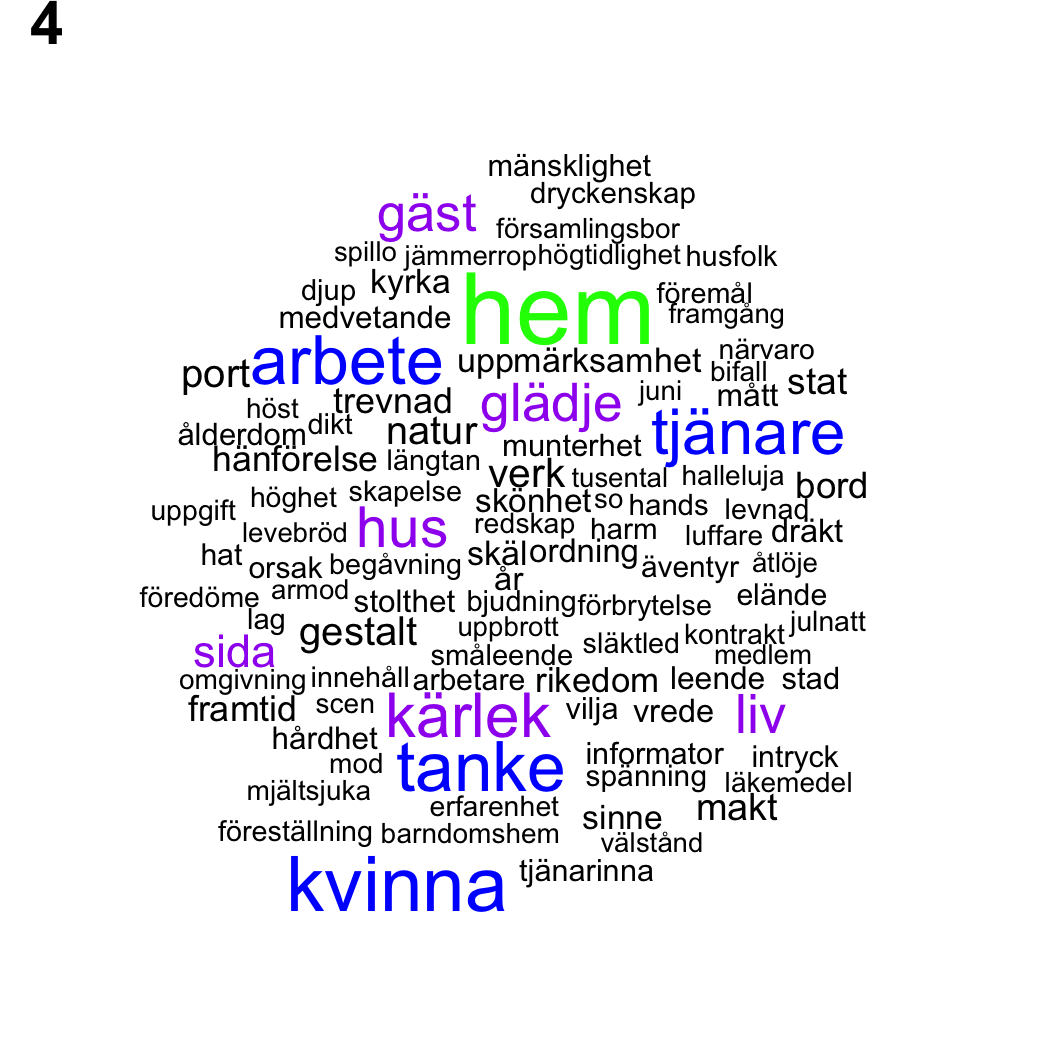 4
mänsklighet
dryckenskap
gäst församlingsbor
spillo jämmerrop högtidlighet husfolk
djup kyrka hem föremål
medvetande framgång
port arbete uppmärksamhet närvaro
bifall stat
höst trevnad glädje juni mått
ålderdom dikt natur munterhet tjänare
hänförelse längtan verk tusental halleluja bord
uppgift höghet skapelse skönhet so hands levnad
levebröd hus redskap harm luffare dräkt
hat orsak begåvning skäl ordning äventyr åtlöje
år
föredöme armod stolthet bjudning förbrytelse elände
lag gestalt uppbrott släktled kontrakt julnatt
sida småleende medlem
omgivning innehåll arbetare rikedom leende stad
framtid scen kärlek vilja vrede liv
hårdhet informator intryck
mod tanke spänning läkemedel
mjältsjuka erfarenhet sinne makt
föreställning barndomshem välstånd
kvinna tjänarinna